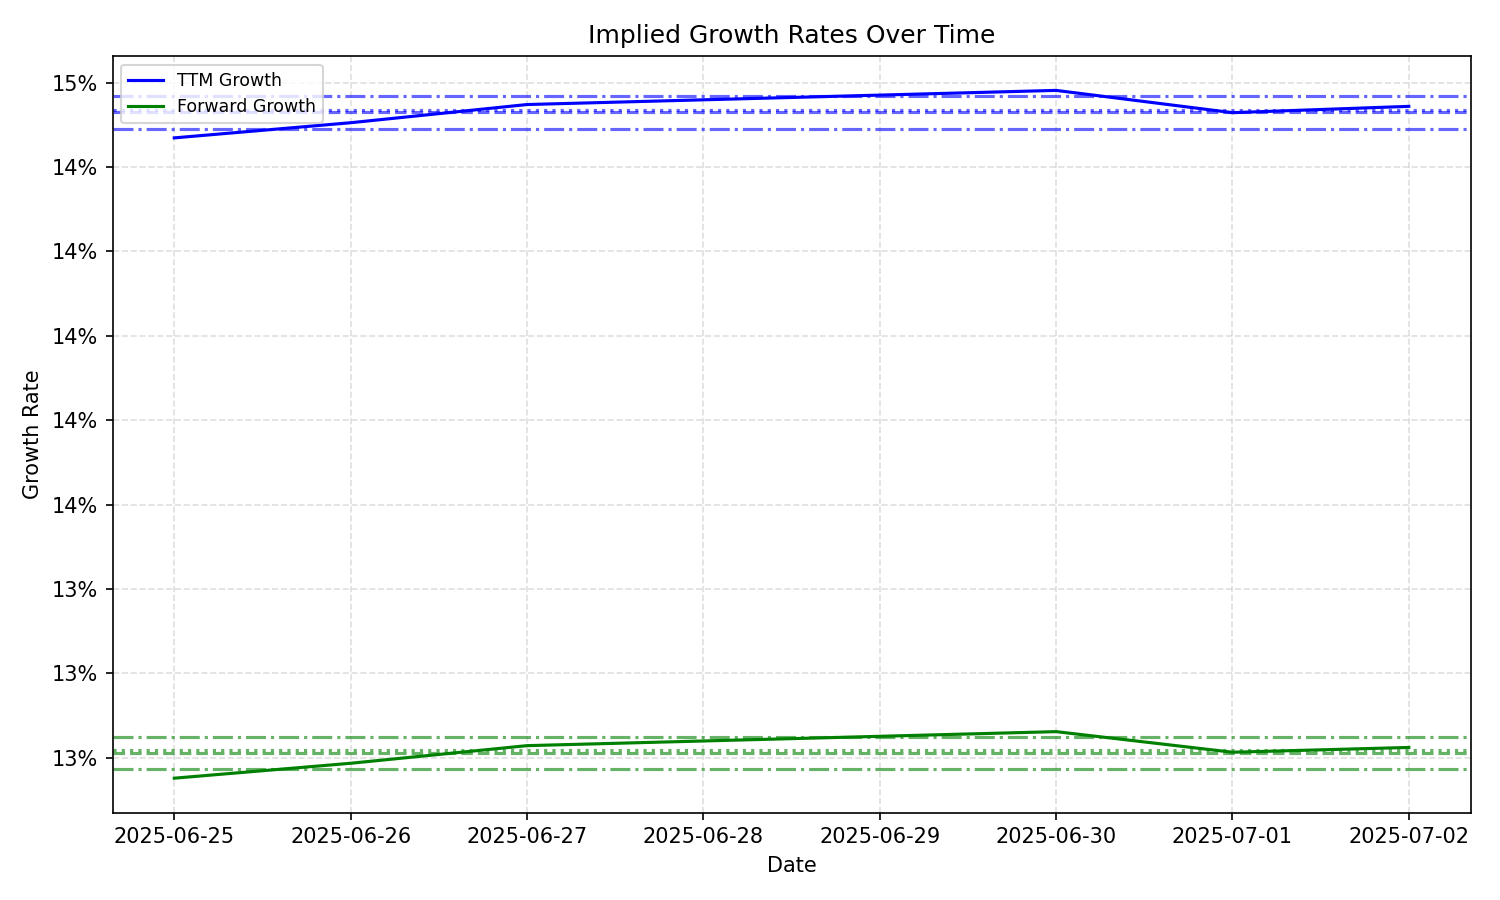 Implied Growth Rates Over Time
TTM Growth
Forward Growth
15%
14%
14%
14%
14%
14%
13%
13%
13%
Growth Rate
2025-06-25 2025-06-26 2025-06-27 2025-06-28 2025-06-29 2025-06-30 2025-07-01 2025-07-02
Date